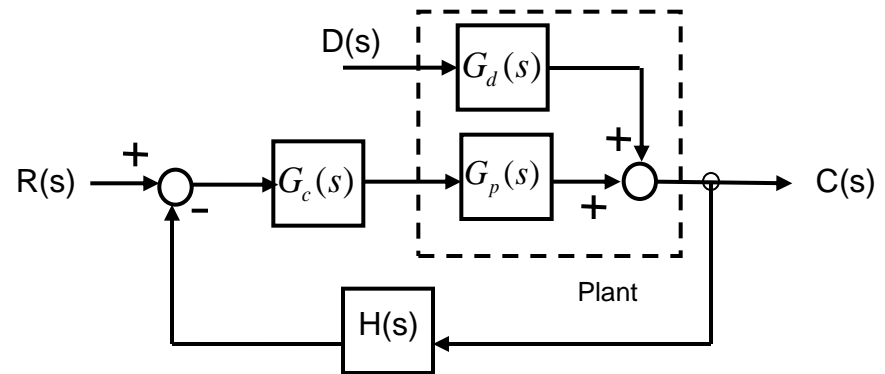 D(s)
G_d(s)
+
+
R(s)
G_c(s)
G_p(s)
C(s)
-
+
Plant
H(s)